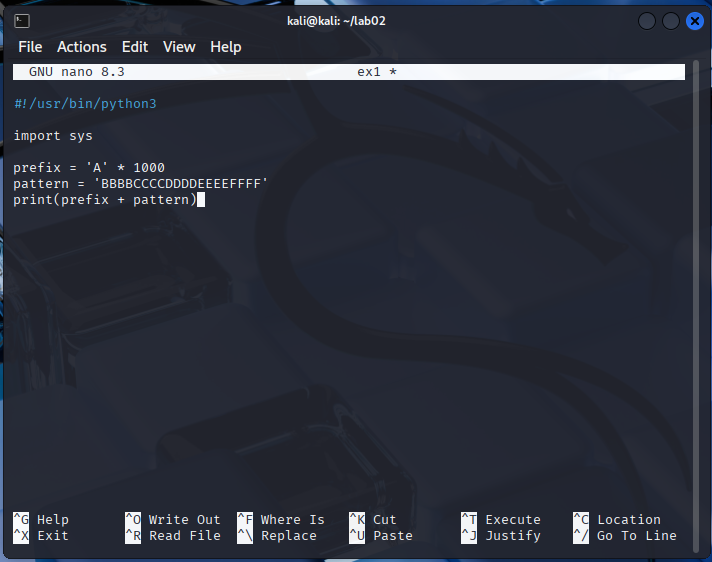 kali@kali: ~/lab02
File Actions Edit View Help
GNU nano 8.3 ex1 *
#!/usr/bin/python3
import sys
prefix = 'A' * 1000
pattern = 'BBBBCCCCDDDDEEEEFFFF'
print(prefix + pattern)
^G Help ^O Write Out ^F Where Is ^K Cut ^T Execute ^C Location
^X Exit ^R Read File ^\ Replace ^U Paste ^J Justify ^/ Go To Line